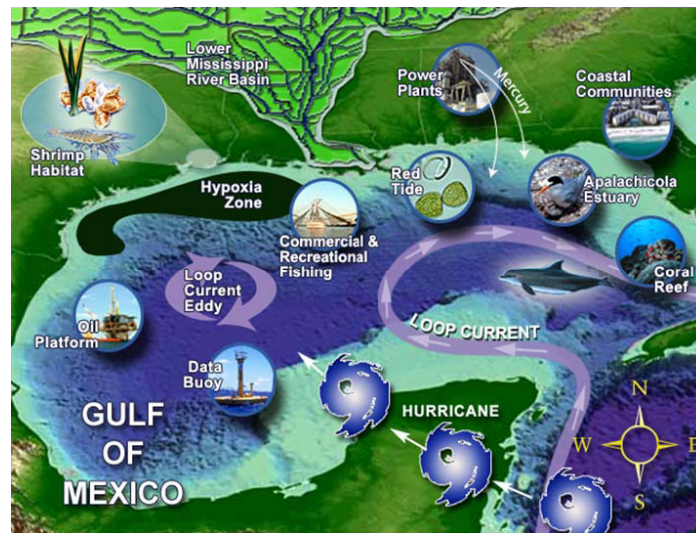 Lower
Mississippi
River Basin
Power
Plants
Mercury
Coastal
Communities
Shrimp
Habitat
Hypoxia
Zone
Red
Tide
Apalachicola
Estuary
Commercial &
Recreational
Fishing
Loop
Current
Eddy
Coral
Reef
Oil
Platform
LOOP CURRENT
Data
Buoy
GULF
OF
MEXICO
HURRICANE
N
W
E
S